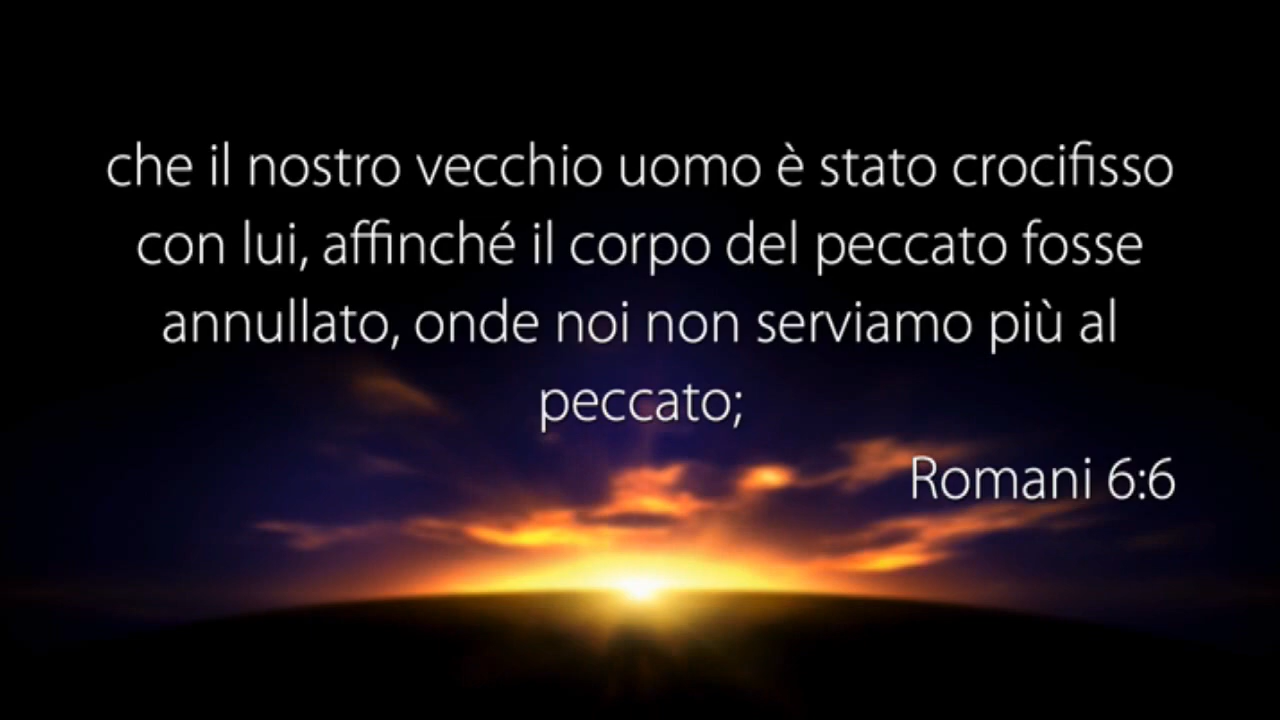 che il nostro vecchio uomo è stato crocifisso
con lui, affinché il corpo del peccato fosse
annullato, onde noi non serviamo più al
peccato;
Romani 6:6